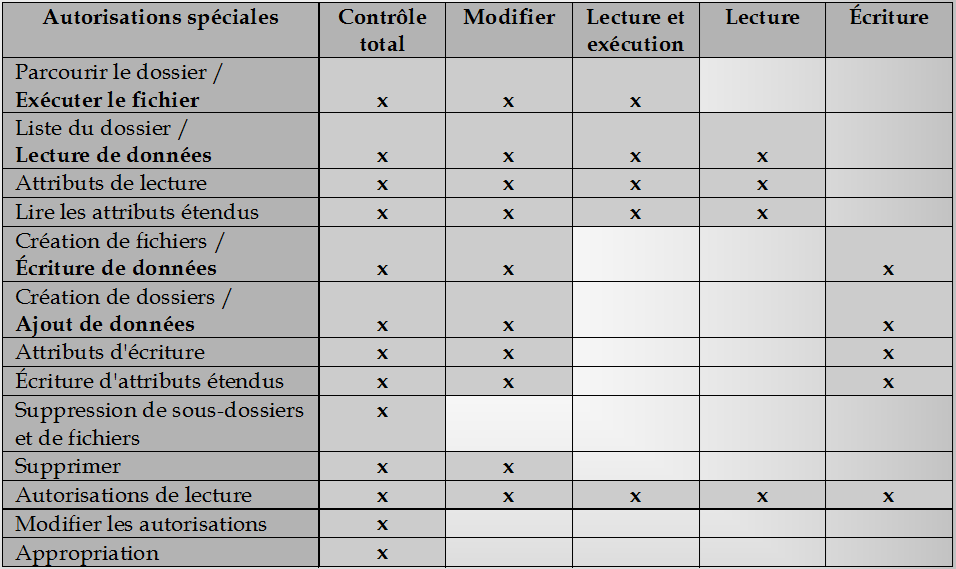 Autorisations spéciales Contrôle total Modifier Lecture et exécution Lecture Écriture
Parcourir le dossier /
Exécuter le fichier x x x
Liste du dossier /
Lecture de données x x x x
Attributs de lecture x x x x
Lire les attributs étendus x x x x
Création de fichiers /
Écriture de données x x x
Création de dossiers /
Ajout de données x x x
Attributs d'écriture x x x
Écriture d'attributs étendus x x x
Suppression de sous-dossiers x
et de fichiers
Supprimer x x
Autorisations de lecture x x x x x
Modifier les autorisations x
Appropriation x